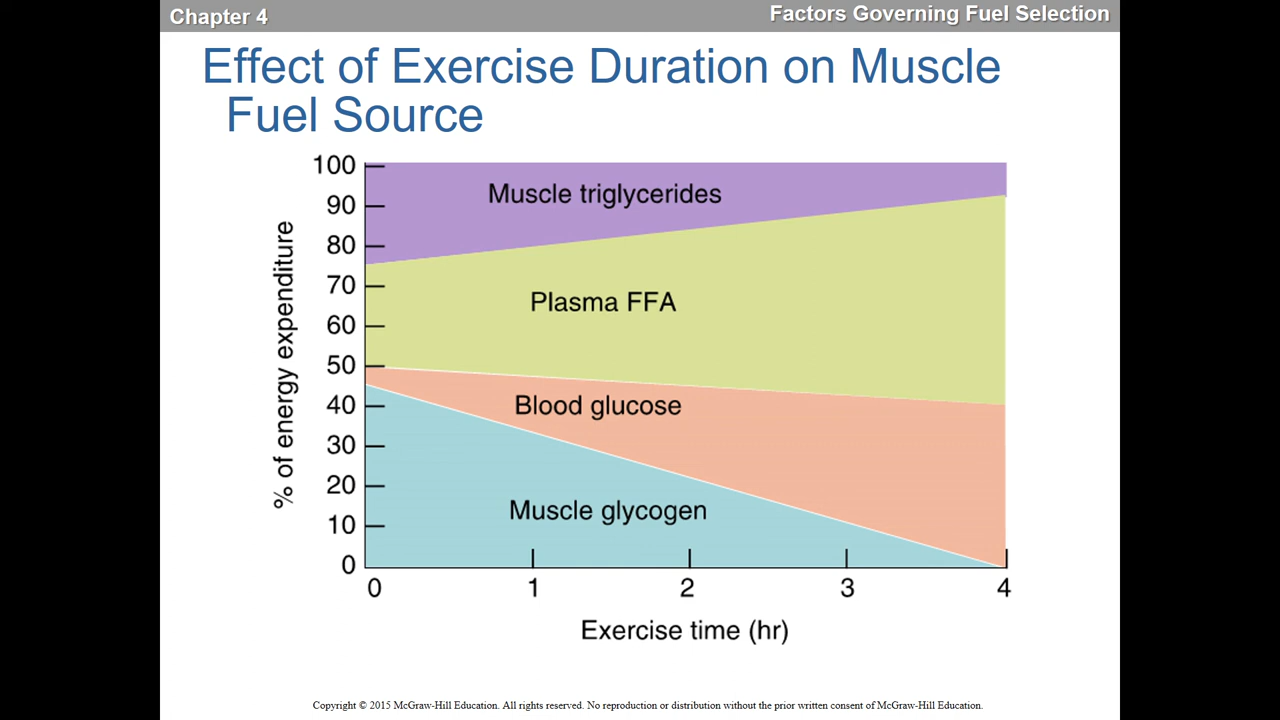 Chapter 4
Factors Governing Fuel Selection
Effect of Exercise Duration on Muscle
Fuel Source
% of energy expenditure
100
90
80
70
60
50
40
30
20
10
0
Muscle triglycerides
Plasma FFA
Blood glucose
Muscle glycogen
0 1 2 3 4
Exercise time (hr)
Copyright © 2015 McGraw-Hill Education. All rights reserved. No reproduction or distribution without the prior written consent of McGraw-Hill Education.